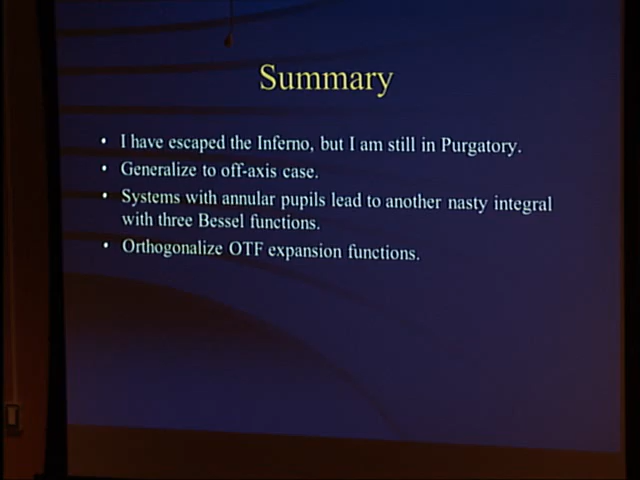 Summary
• I have escaped the Inferno, but I am still in Purgatory.
• Generalize to off-axis case.
• Systems with annular pupils lead to another nasty integral
with three Bessel functions.
• Orthogonalize OTF expansion functions.